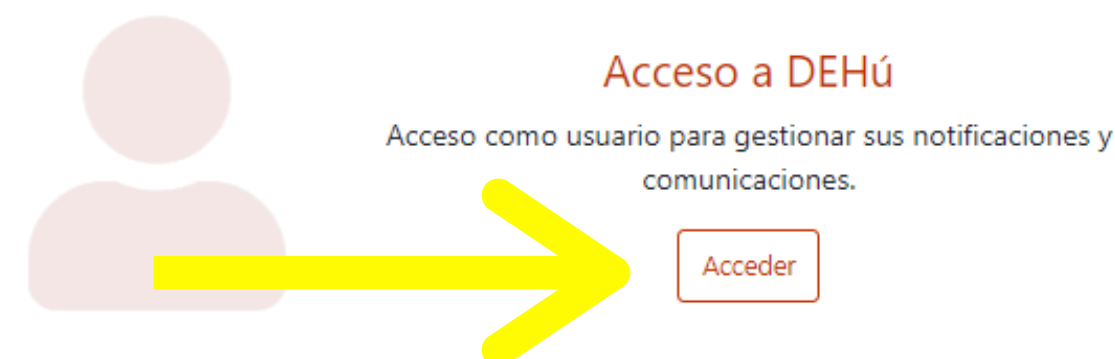 Acceso a DEHú
Acceso como usuario para gestionar sus notificaciones y
comunicaciones.
Acceder